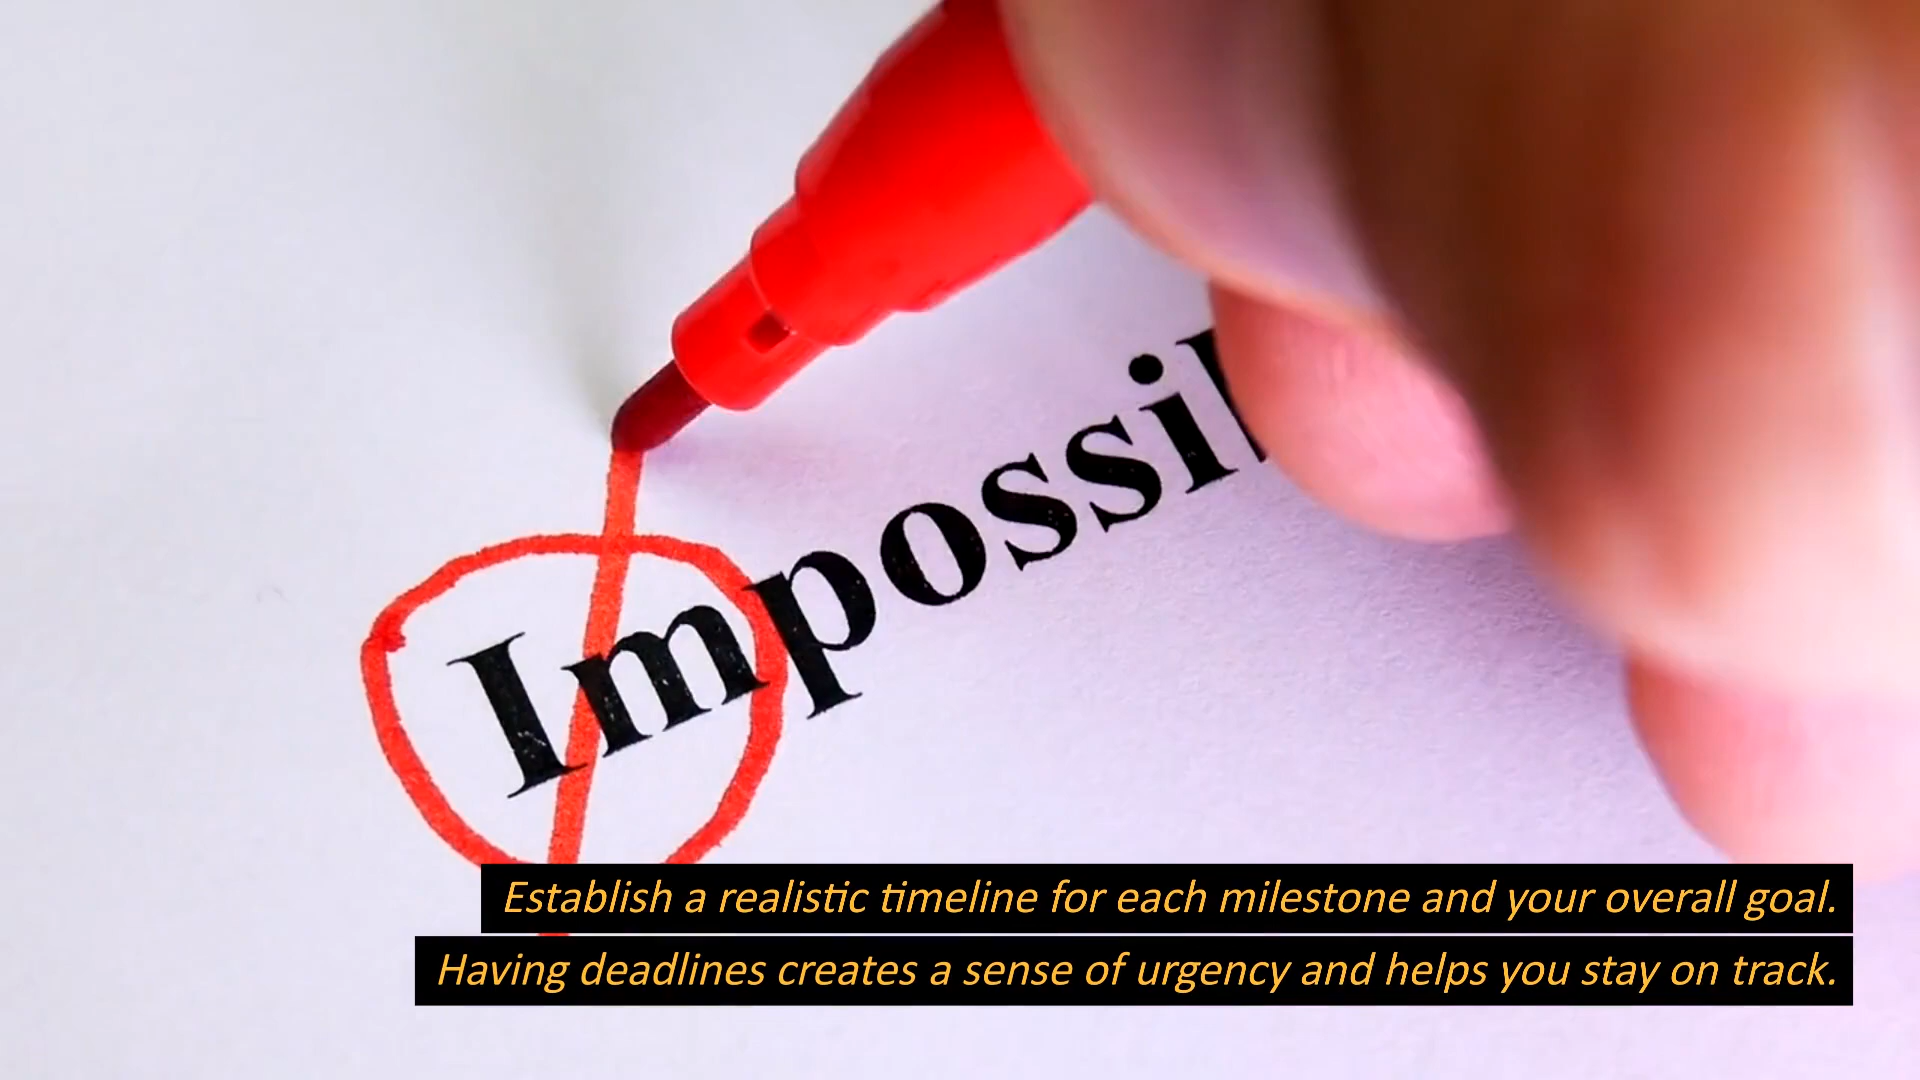 Impossi
Establish a realistic timeline for each milestone and your overall goal.
Having deadlines creates a sense of urgency and helps you stay on track.